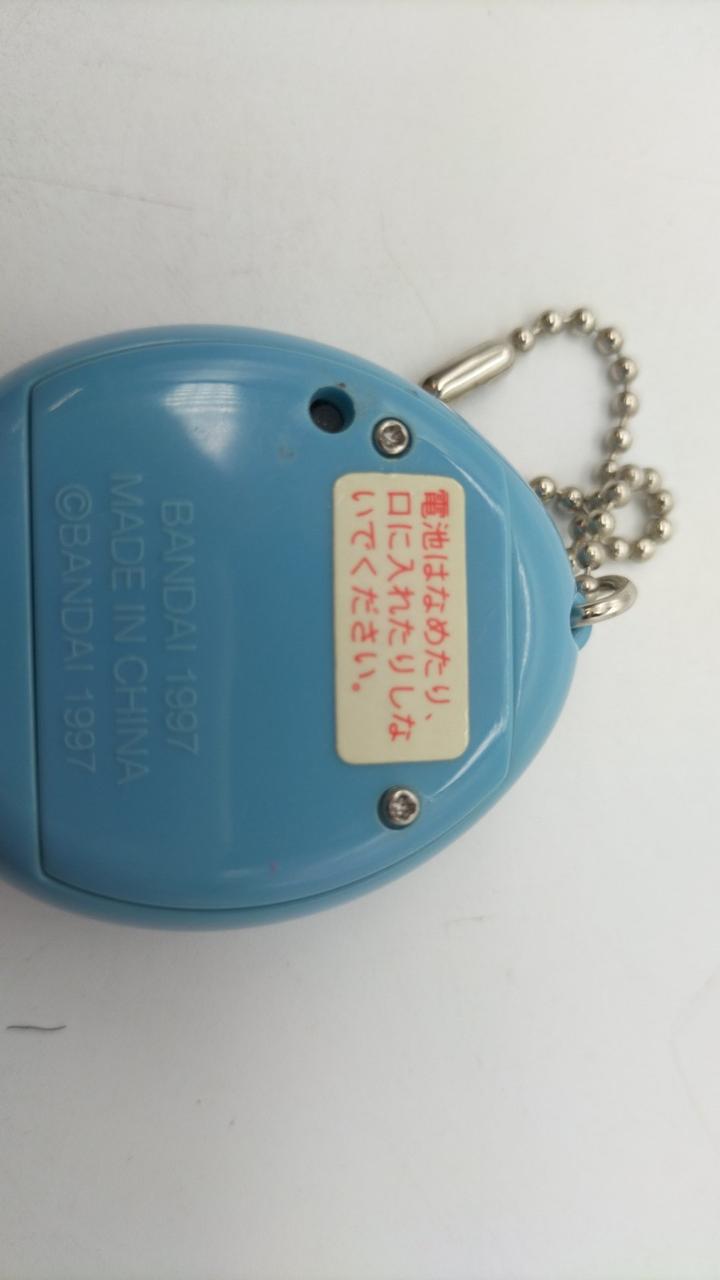 電池はなめたり、
口に入れたりしな
いでください。
BANDAI 1997
MADE IN CHINA
©BANDAI 1997